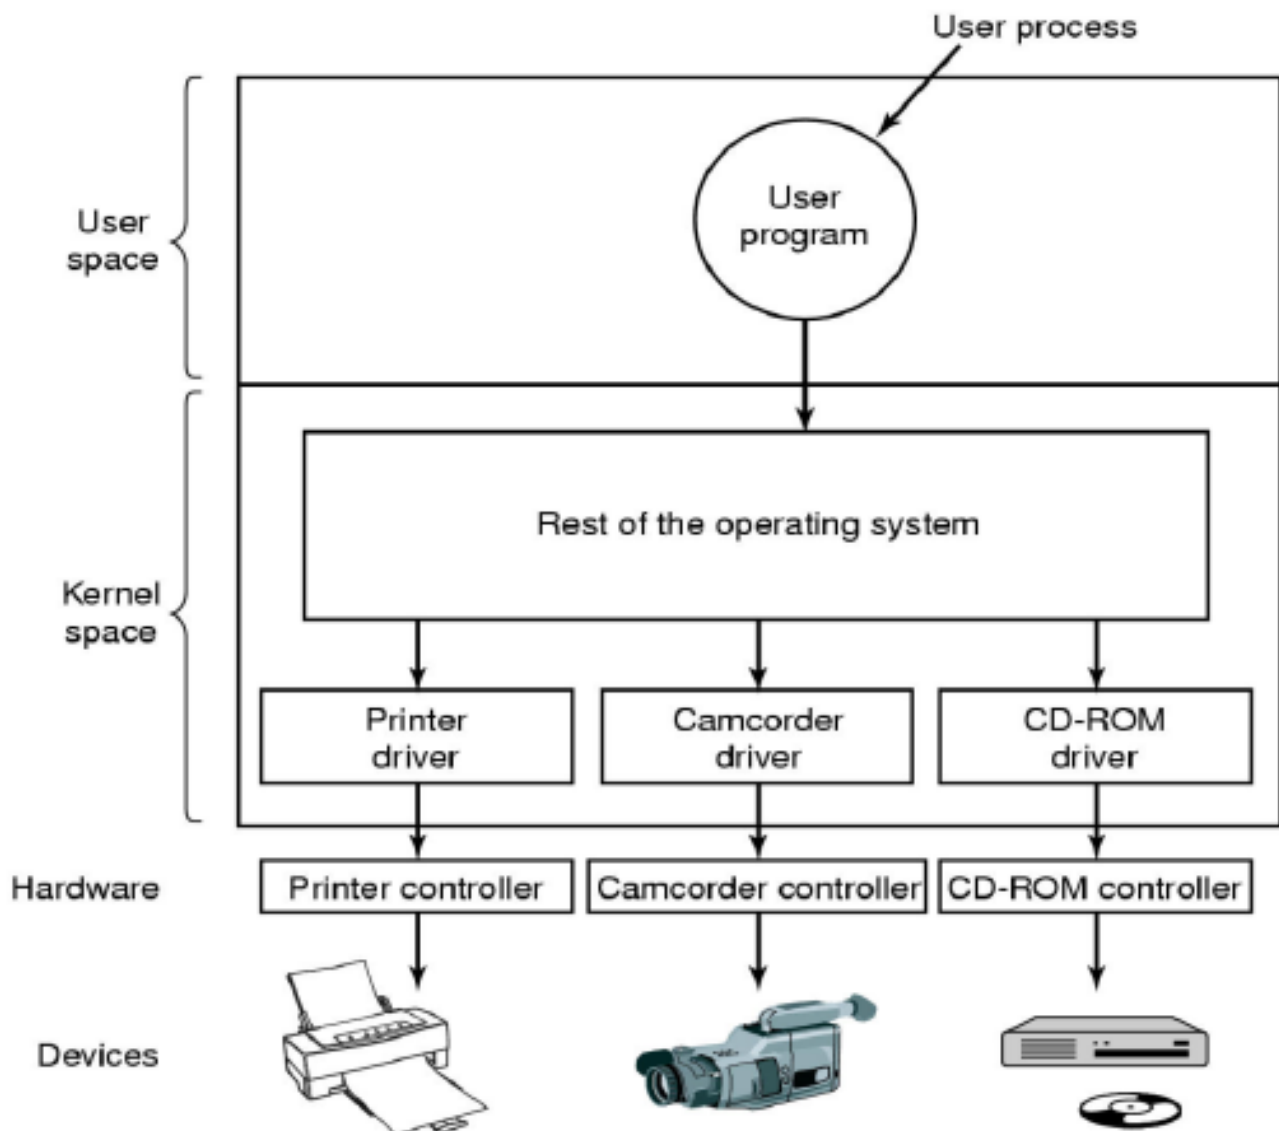 User process
User
program
User
space
Rest of the operating system
Kernel
space
Printer
driver
Camcorder
driver
CD-ROM
driver
Hardware
Printer controller
Camcorder controller
CD-ROM controller
Devices